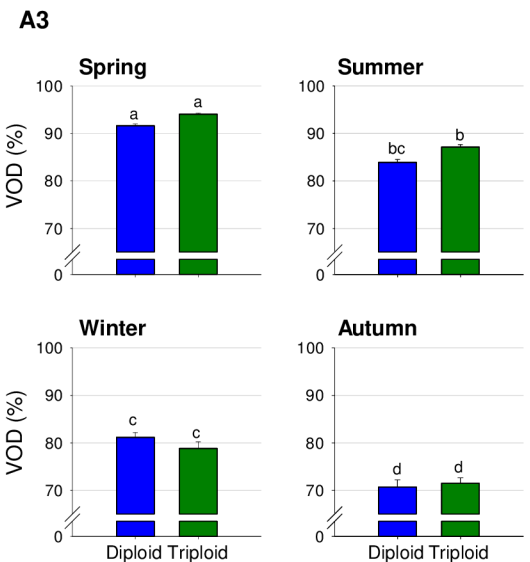 A3
Spring
Summer
100
90
80
70
0
VOD (%)
a
a
100
90
80
70
0
bc
b
Winter
Autumn
100
90
80
70
0
VOD (%)
c
c
100
90
80
70
0
d
d
Diploid Triploid
Diploid Triploid